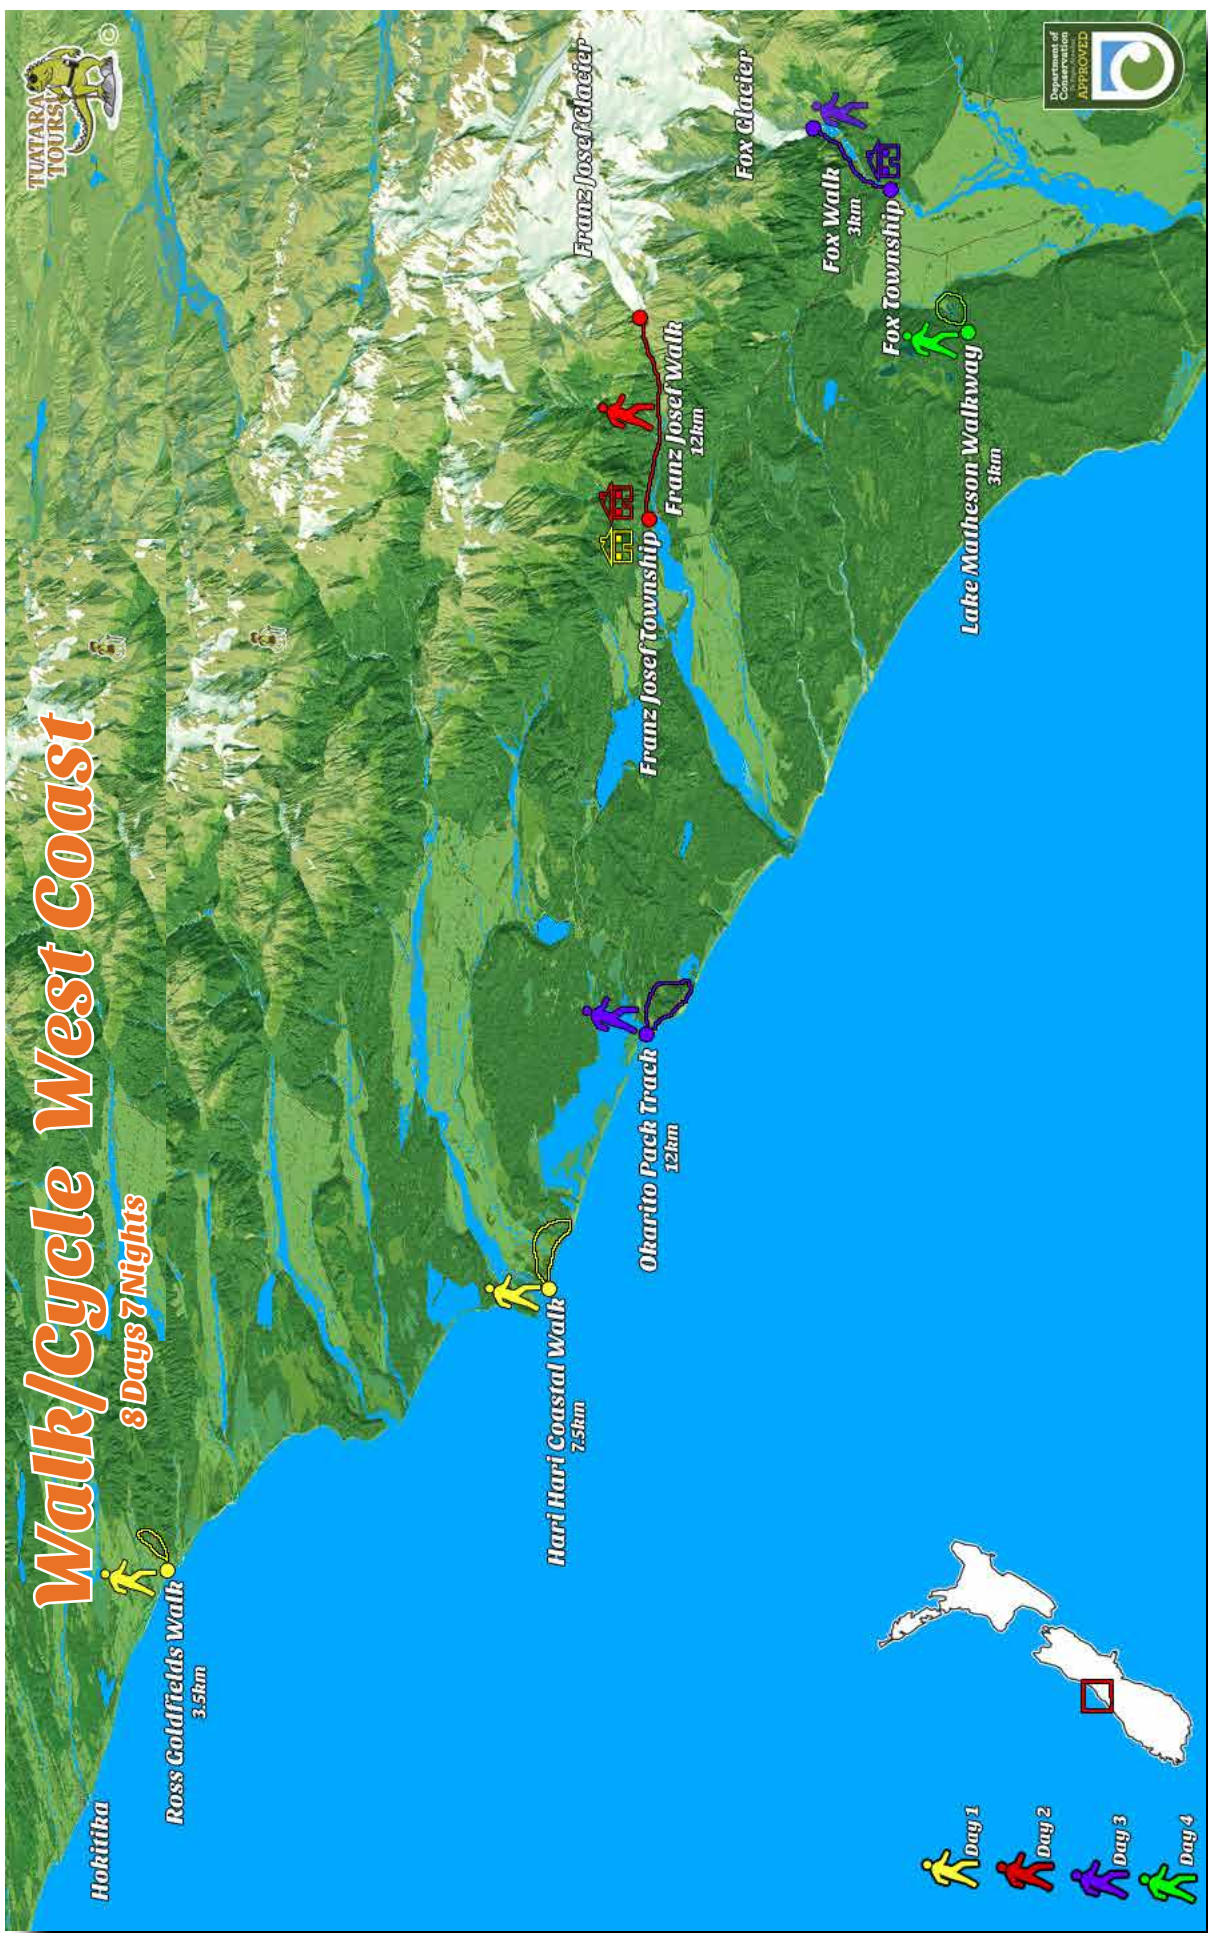 Walk/Cycle West Coast
8 Days 7 Nights
TUATARA
TOURS
©
Hokitika
Ross Goldfields Walk
3.5km
Hari Hari Coastal Walk
7.5km
Okarito Pack Track
12km
Franz Josef Township
Franz Josef Walk
12km
Franz Josef Glacier
Fox Glacier
Fox Walk
3km
Fox Township
Lake Matheson Walkway
3km
Day 1
Day 2
Day 3
Day 4
Department of
Conservation
APPROVED